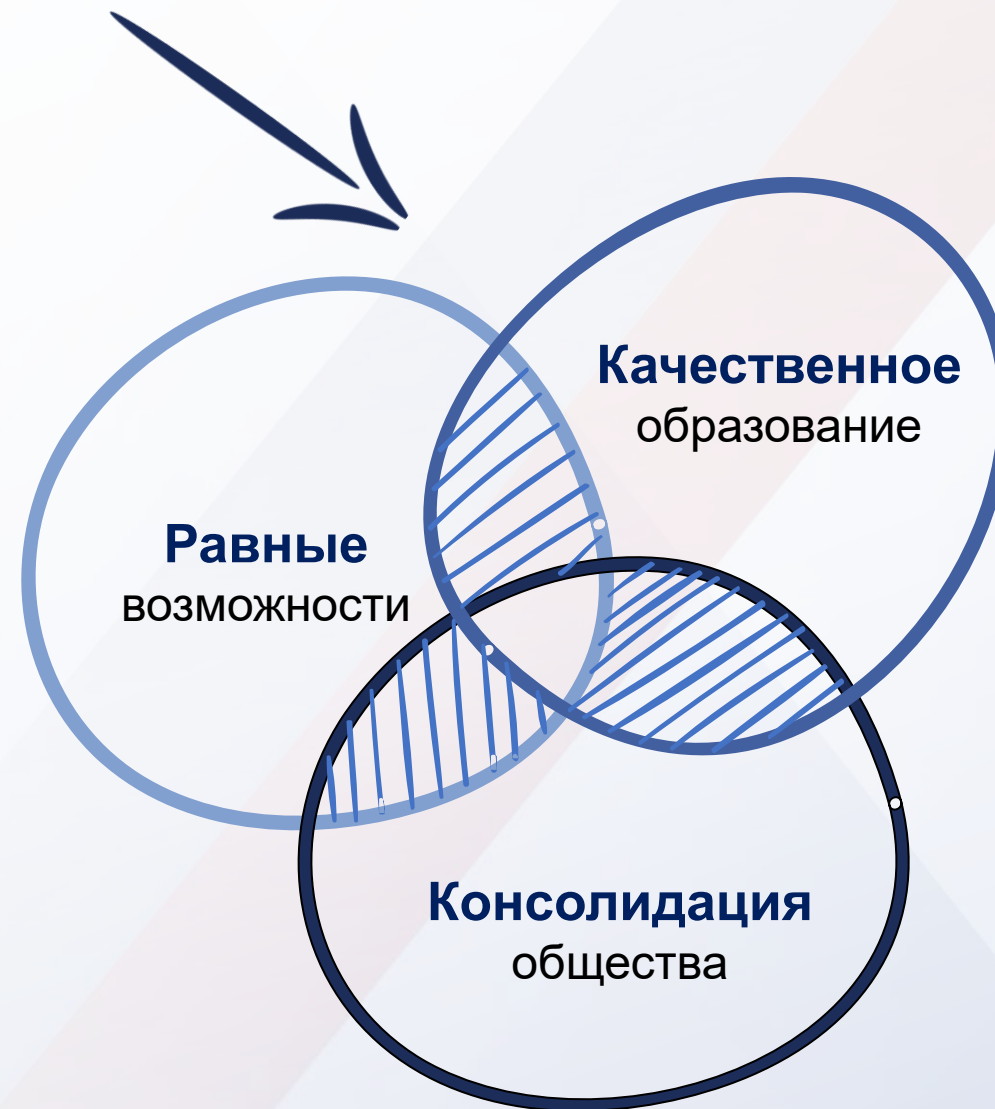 Качественное
образование
Равные
возможности
Консолидация
общества